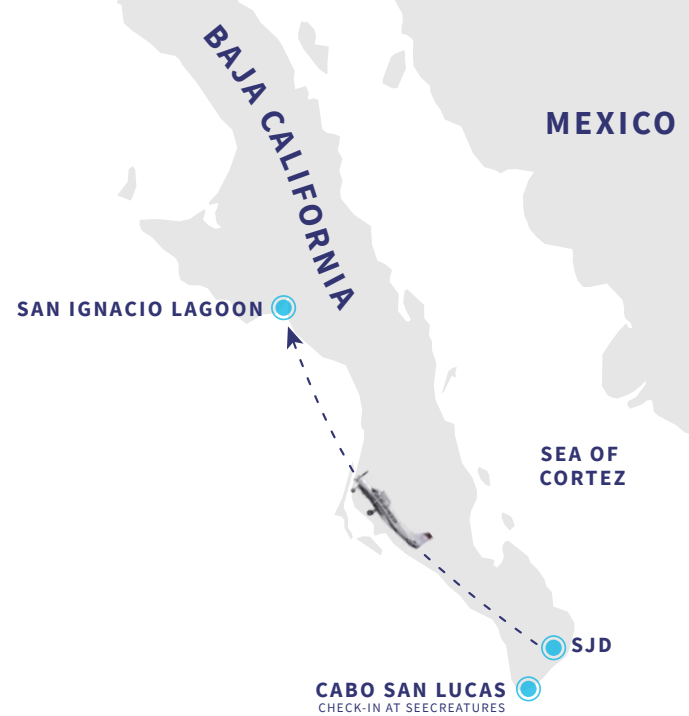 BAJA CALIFORNIA
MEXICO
SAN IGNACIO LAGOON
SEA OF
CORTEZ
SJD
CABO SAN LUCAS
CHECK-IN AT SEECREATURES